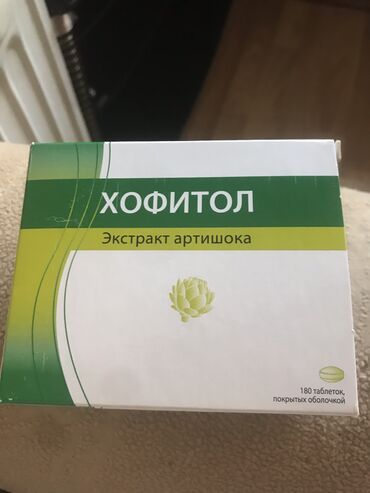 ХОФИТОЛ
Экстракт артишока
180 таблеток,
покрытых оболочкой